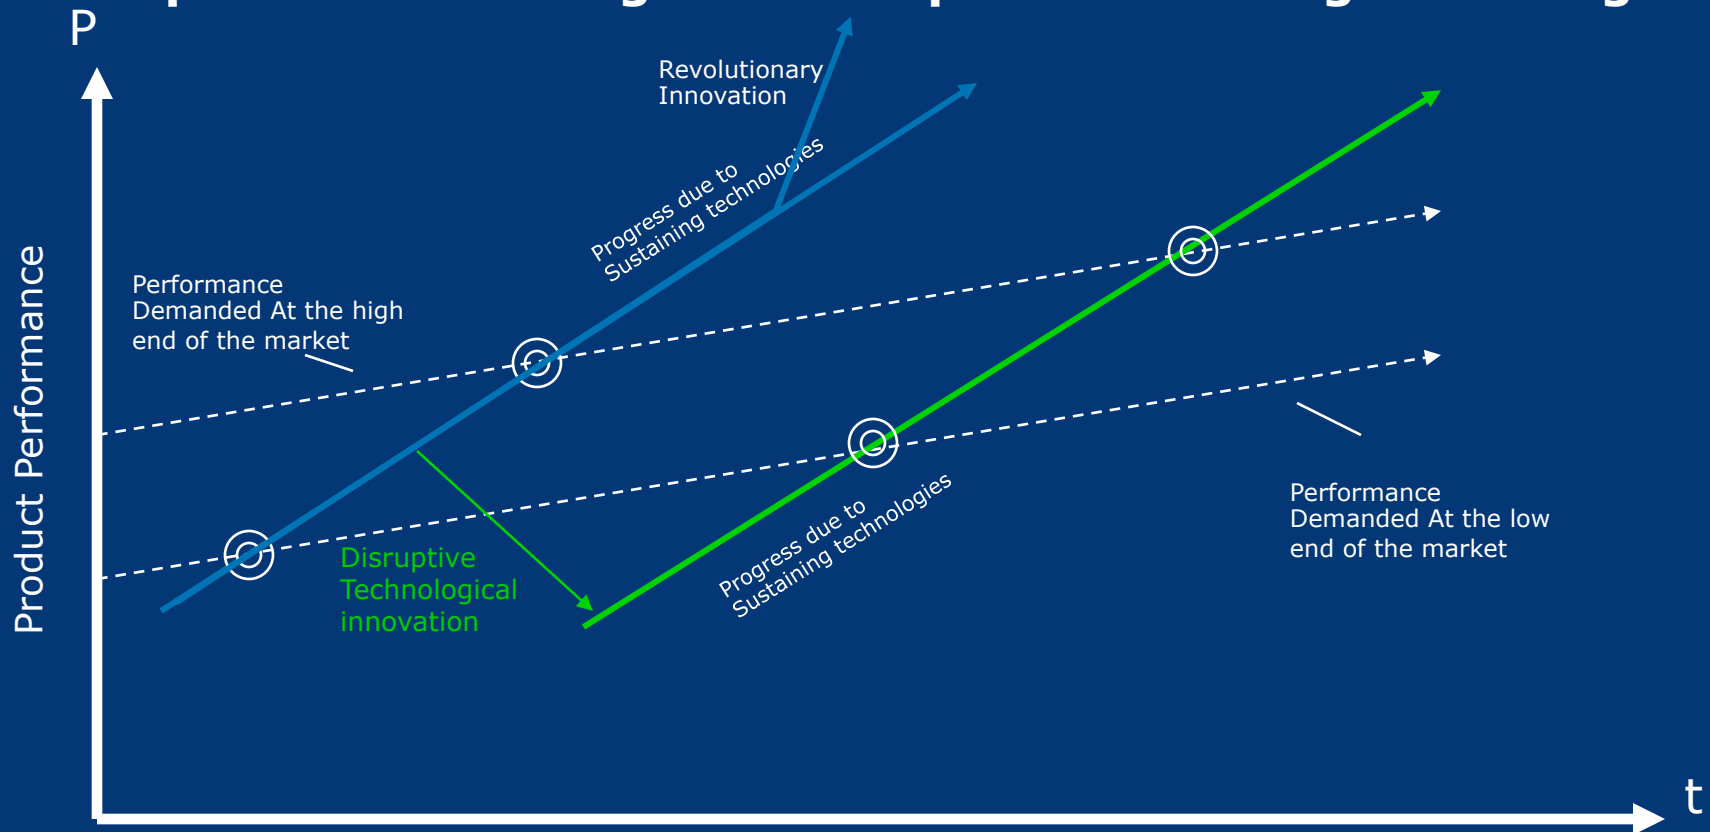 P
Revolutionary
Innovation
Progress due to
Sustaining technologies
Performance
Demanded At the high
end of the market
Product Performance
Performance
Demanded At the low
end of the market
Progress due to
Sustaining technologies
Disruptive
Technological
innovation
t